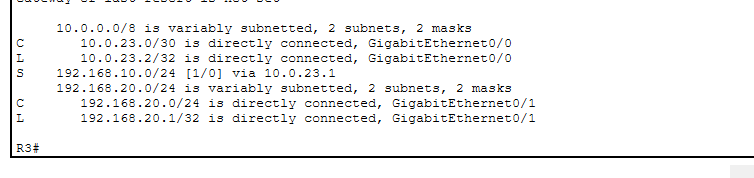 10.0.0.0/8 is variably subnetted, 2 subnets, 2 masks
C 10.0.23.0/30 is directly connected, GigabitEthernet0/0
L 10.0.23.2/32 is directly connected, GigabitEthernet0/0
S 192.168.10.0/24 [1/0] via 10.0.23.1
192.168.20.0/24 is variably subnetted, 2 subnets, 2 masks
C 192.168.20.0/24 is directly connected, GigabitEthernet0/1
L 192.168.20.1/32 is directly connected, GigabitEthernet0/1
R3#